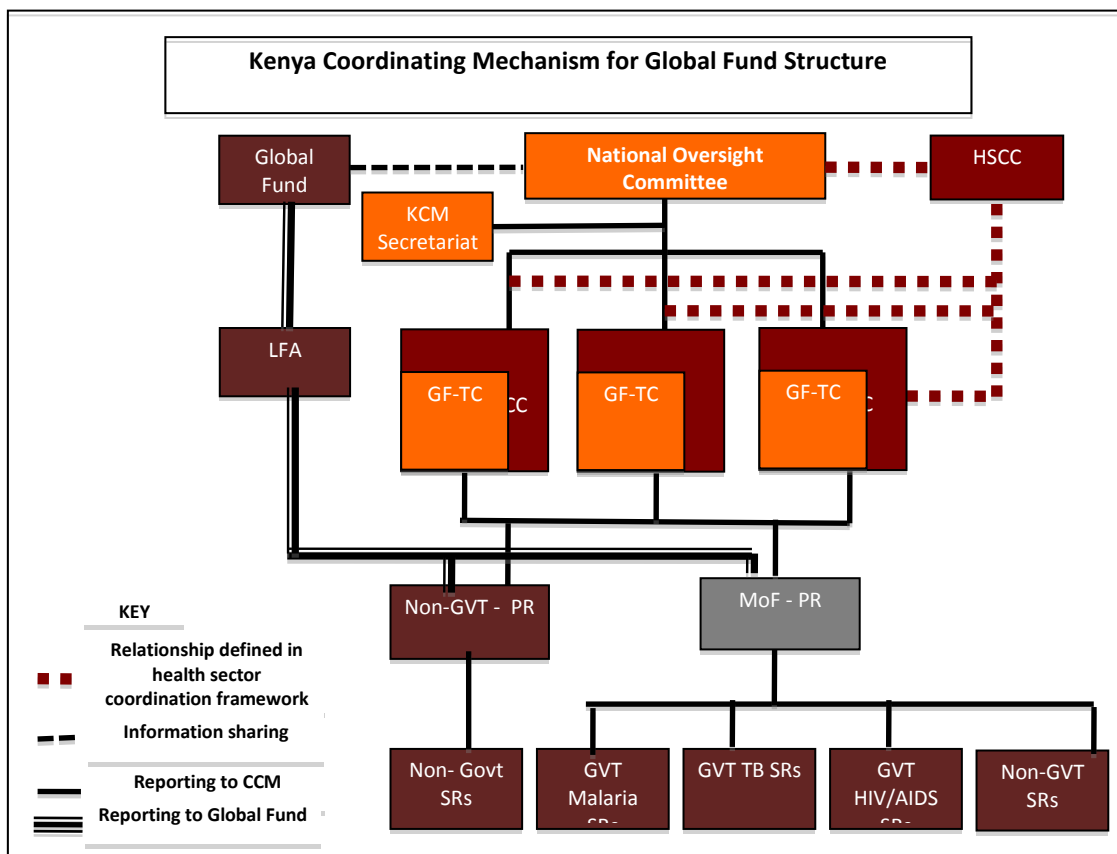 Kenya Coordinating Mechanism for Global Fund Structure
Global
Fund
National Oversight
Committee
HSCC
KCM
Secretariat
LFA
GF-TC
CC
GF-TC
GF-TC
Non-GVT - PR
MoF - PR
KEY
Relationship defined in
health sector
coordination framework
Information sharing
Reporting to CCM
Reporting to Global Fund
Non- Govt
SRs
GVT
Malaria
SRs
GVT TB SRs
GVT
HIV/AIDS
SRs
Non-GVT
SRs